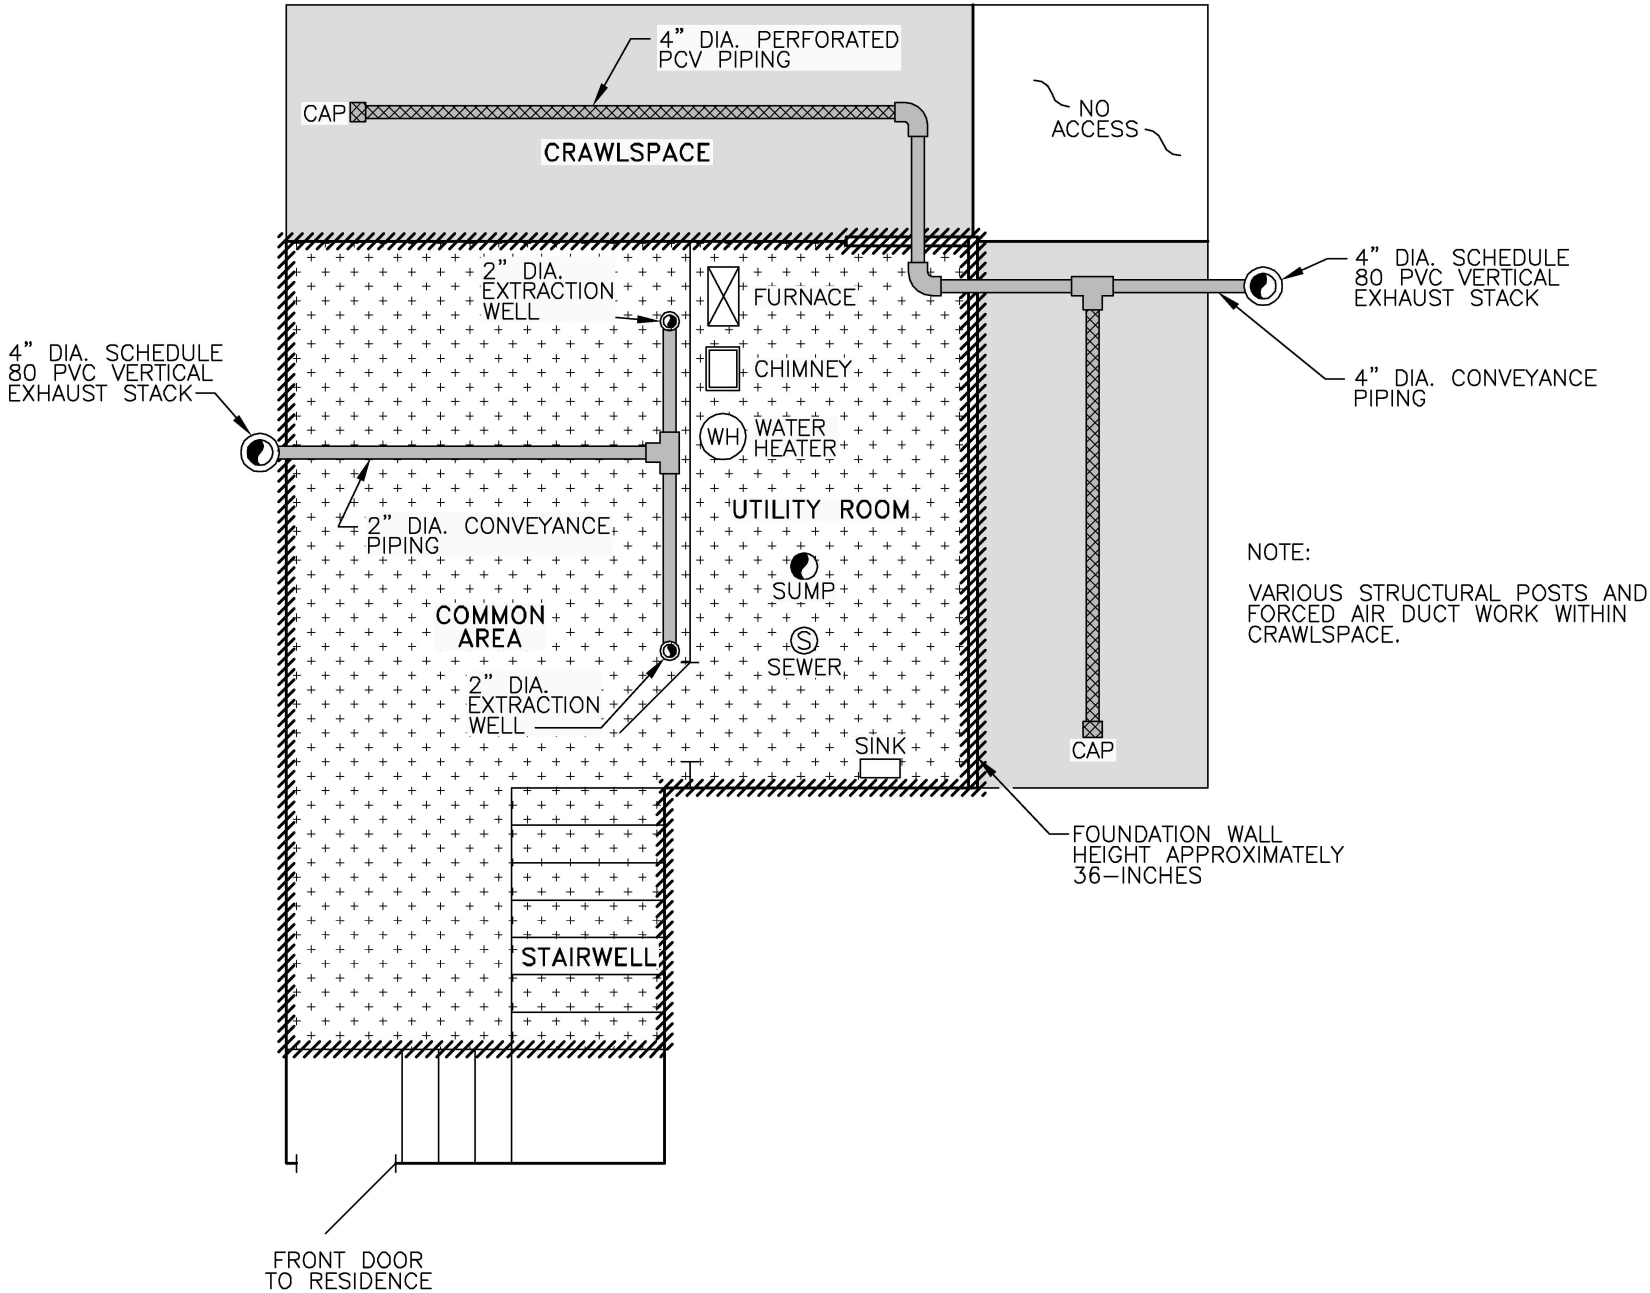 4” DIA. PERFORATED
PCV PIPING
CAP
NO
ACCESS
CRAWLSPACE
2” DIA.
EXTRACTION
WELL
FURNACE
4” DIA. SCHEDULE
80 PVC VERTICAL
EXHAUST STACK
4” DIA. SCHEDULE
80 PVC VERTICAL
EXHAUST STACK
CHIMNEY
4” DIA. CONVEYANCE
PIPING
WH
WATER
HEATER
UTILITY ROOM
2” DIA. CONVEYANCE
PIPING
NOTE:
VARIOUS STRUCTURAL POSTS AND
FORCED AIR DUCT WORK WITHIN
CRAWLSPACE.
SUMP
COMMON
AREA
S
SEWER
2” DIA.
EXTRACTION
WELL
SINK
CAP
FOUNDATION WALL
HEIGHT APPROXIMATELY
36–INCHES
STAIRWELL
FRONT DOOR
TO RESIDENCE